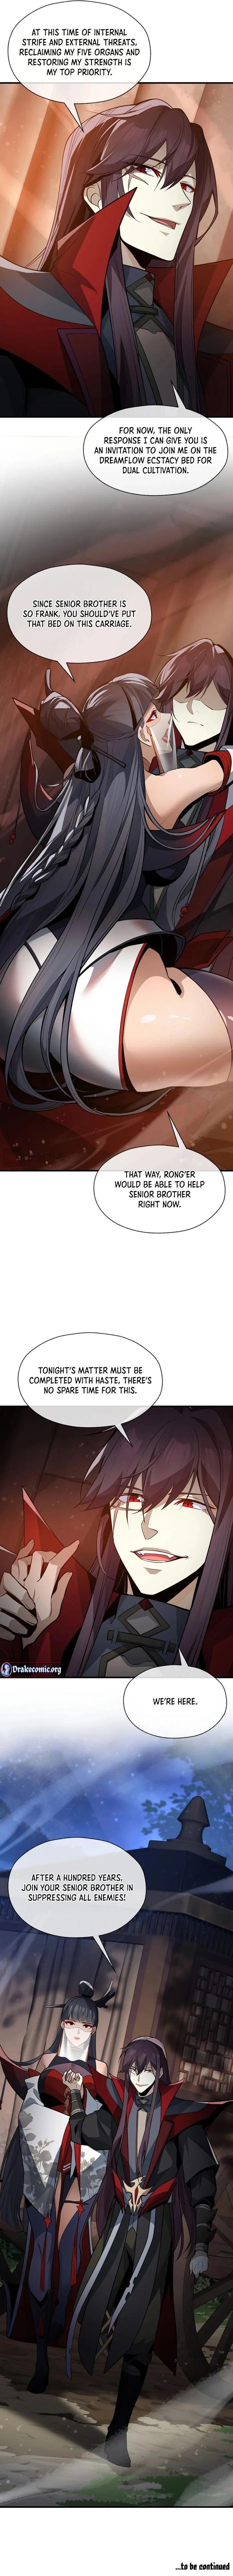 AT THIS TIME OF INTERNAL
STRIFE AND EXTERNAL THREATS,
RECLAIMING MY FIVE ORGANS AND
RESTORING MY STRENGTH IS
MY TOP PRIORITY.
FOR NOW, THE ONLY
RESPONSE I CAN GIVE YOU IS
AN INVITATION TO JOIN ME ON THE
DREAMFLOW ECSTACY BED FOR
DUAL CULTIVATION.
SINCE SENIOR BROTHER IS
SO FRANK, YOU SHOULD'VE PUT
THAT BED ON THIS CARRIAGE.
THAT WAY, RONG'ER
WOULD BE ABLE TO HELP
SENIOR BROTHER
RIGHT NOW.
TONIGHT'S MATTER MUST BE
COMPLETED WITH HASTE, THERE'S
NO SPARE TIME FOR THIS.
Drakecomic.org
WE'RE HERE.
AFTER A HUNDRED YEARS,
JOIN YOUR SENIOR BROTHER IN
SUPPRESSING ALL ENEMIES!
...to be continued